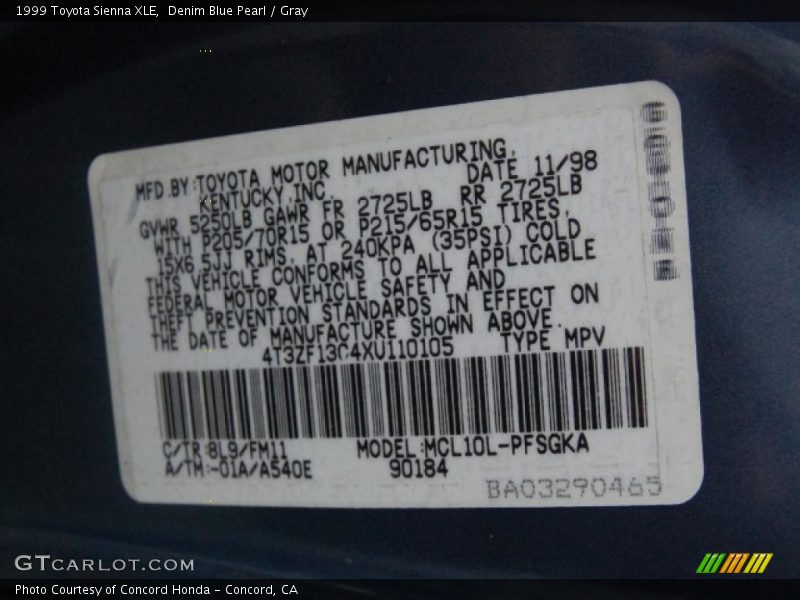 1999 Toyota Sienna XLE,  Denim Blue Pearl / Gray
MFD.BY:TOYOTA MOTOR MANUFACTURING,
KENTUCKY,INC. DATE 11/98
GVWR 5250LB GAWR FR 2725LB RR 2725LB
WITH P205/70R15 OR P215/65R15 TIRES,
15X6.5JJ RIMS, AT 240KPA (35PSI) COLD
THIS VEHICLE CONFORMS TO ALL APPLICABLE
FEDERAL MOTOR VEHICLE SAFETY AND
THEFT PREVENTION STANDARDS IN EFFECT ON
THE DATE OF MANUFACTURE SHOWN ABOVE.
4T3ZF13C4XU110105 TYPE MPV
C/TR:8L9/FM11 MODEL:MCL10L-PFSGKA
A/TM:-01A/A540E 90184
BA03290465
GTCARLOT.COM
Photo Courtesy of Concord Honda - Concord, CA